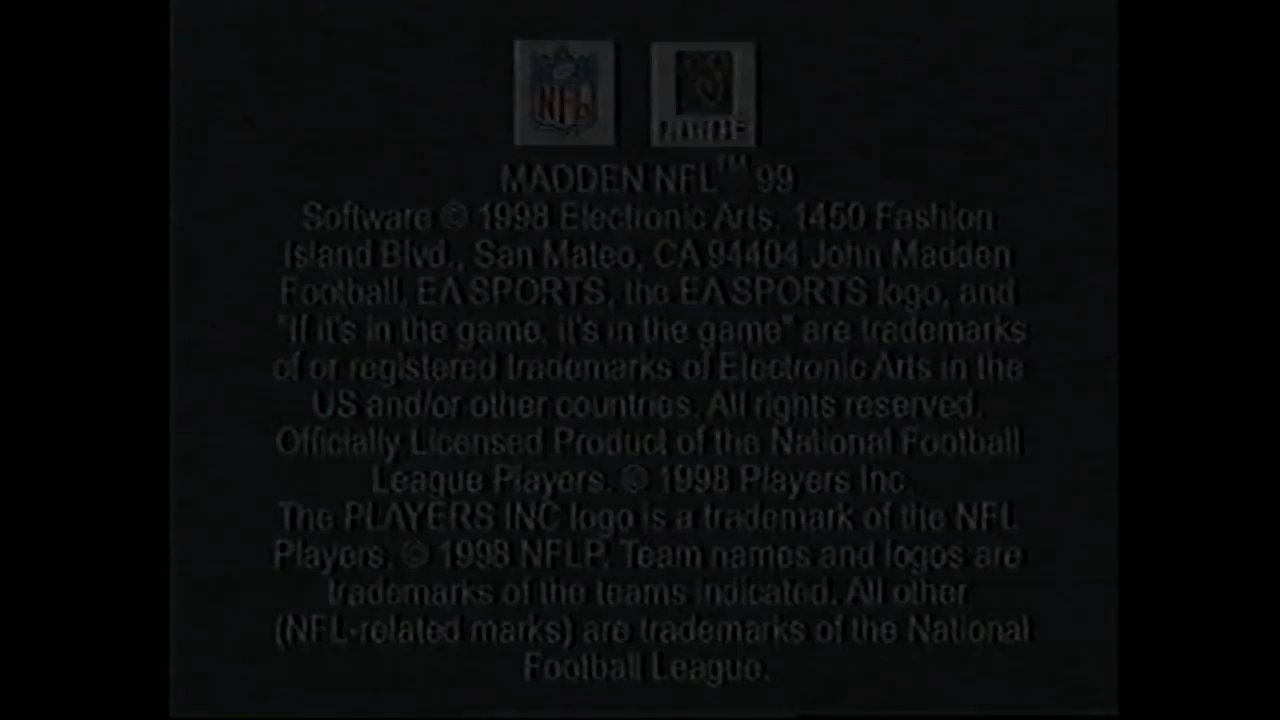 NFL PLAYERS INC
MADDEN NFL™ 99
Software © 1998 Electronic Arts, 1450 Fashion
Island Blvd., San Mateo, CA 94404 John Madden
Football, EA SPORTS, the EA SPORTS logo, and
"If it's in the game, it's in the game" are trademarks
of or registered trademarks of Electronic Arts in the
US and/or other countries. All rights reserved.
Officially Licensed Product of the National Football
League Players. © 1998 Players Inc.
The PLAYERS INC logo is a trademark of the NFL
Players. © 1998 NFLP. Team names and logos are
trademarks of the teams indicated. All other
(NFL-related marks) are trademarks of the National
Football League.